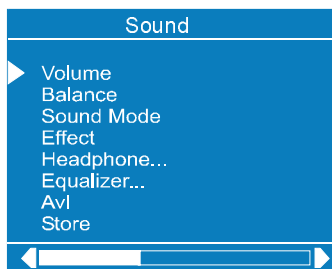 Sound
Volume
Balance
Sound Mode
Effect
Headphone...
Equalizer...
Avl
Store